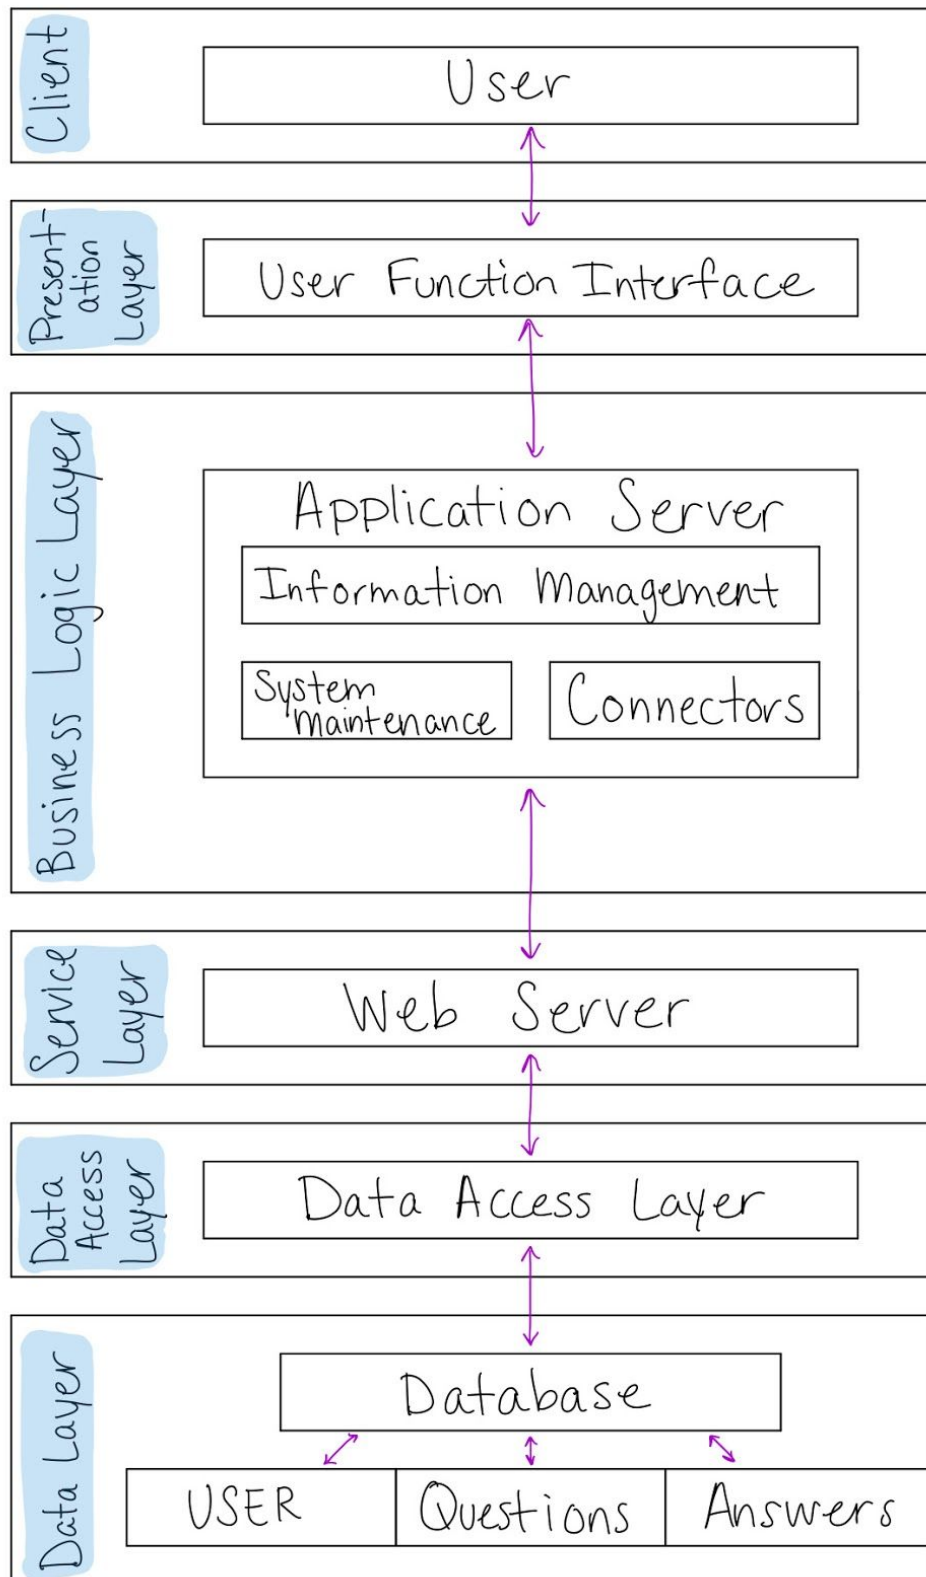 Client
User
Present-
ation
Layer
User Function Interface
Business Logic Layer
Application Server
Information Management
System
Maintenance
Connectors
Service
Layer
Web Server
Data
Access
Layer
Data Access Layer
Data Layer
Database
USER
Questions
Answers